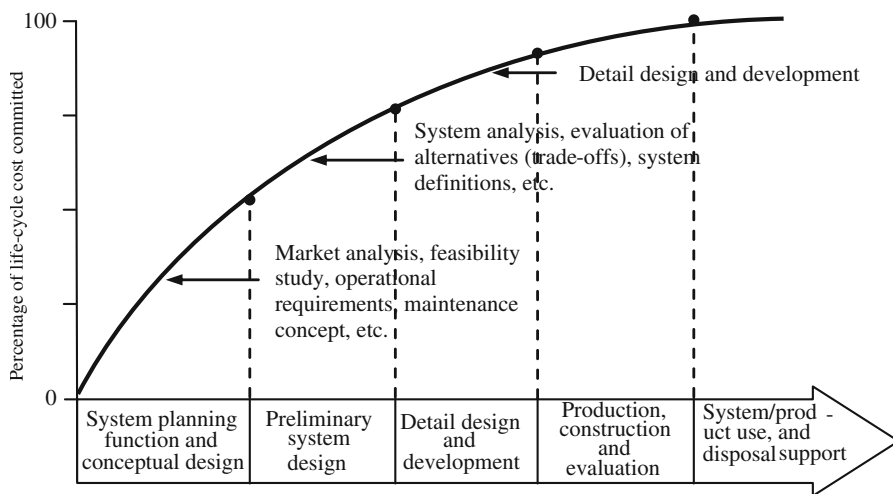 Percentage of life-cycle cost committed
100
0
Detail design and development
System analysis, evaluation of
alternatives (trade-offs), system
definitions, etc.
Market analysis, feasibility
study, operational
requirements, maintenance
concept, etc.
System planning
function and
conceptual design
Preliminary
system
design
Detail design
and
development
Production,
construction
and
evaluation
System/prod -
uct use, and
disposal support